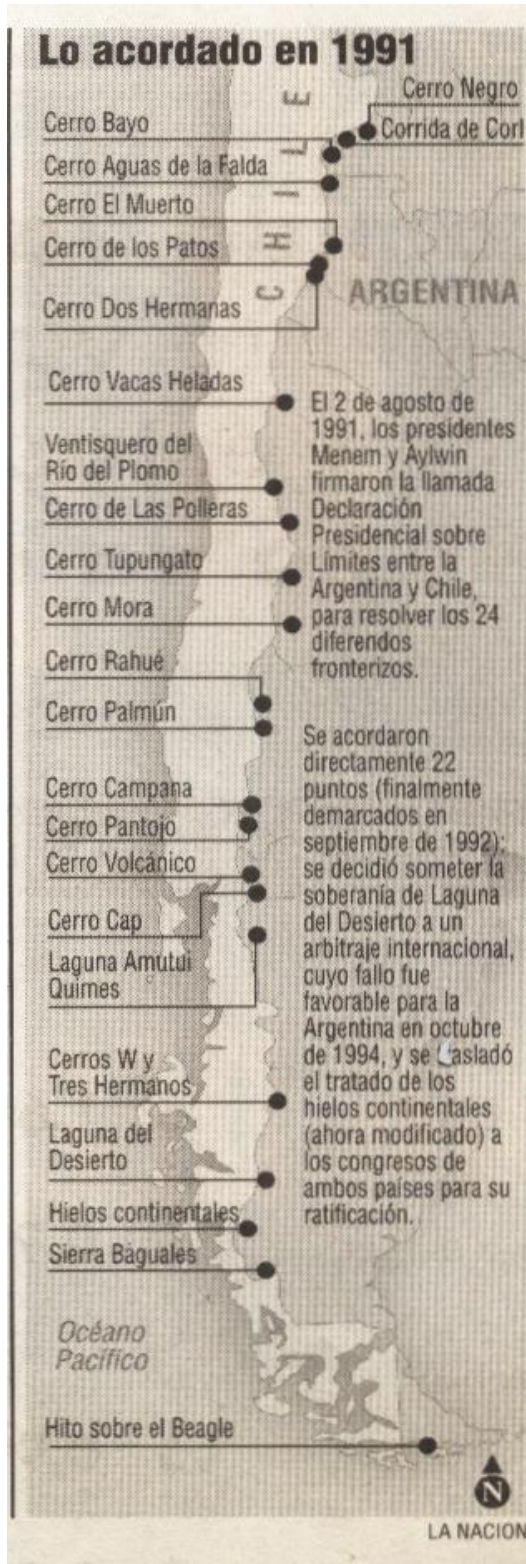 Lo acordado en 1991
CHILE
Cerro Negro
Corrida de Cori
Cerro Bayo
Cerro Aguas de la Falda
Cerro El Muerto
Cerro de los Patos
ARGENTINA
Cerro Dos Hermanas
Cerro Vacas Heladas
Ventisquero del
Río del Plomo
Cerro de Las Polleras
Cerro Tupungato
Cerro Mora
Cerro Rahué
Cerro Palmún
Cerro Campana
Cerro Pantojo
Cerro Volcánico
Cerro Cap
Laguna Amutui
Quimes
Cerros W y
Tres Hermanos
Laguna del
Desierto
Hielos continentales
Sierra Baguales
Océano
Pacífico
Hito sobre el Beagle
El 2 de agosto de
1991, los presidentes
Menem y Aylwin
firmaron la llamada
Declaración
Presidencial sobre
Límites entre la
Argentina y Chile,
para resolver los 24
diferendos
fronterizos.
Se acordaron
directamente 22
puntos (finalmente
demarcados en
septiembre de 1992);
se decidió someter la
soberanía de Laguna
del Desierto a un
arbitraje internacional,
cuyo fallo fue
favorable para la
Argentina en octubre
de 1994, y se trasladó
el tratado de los
hielos continentales
(ahora modificado) a
los congresos de
ambos países para su
ratificación.
N
LA NACION